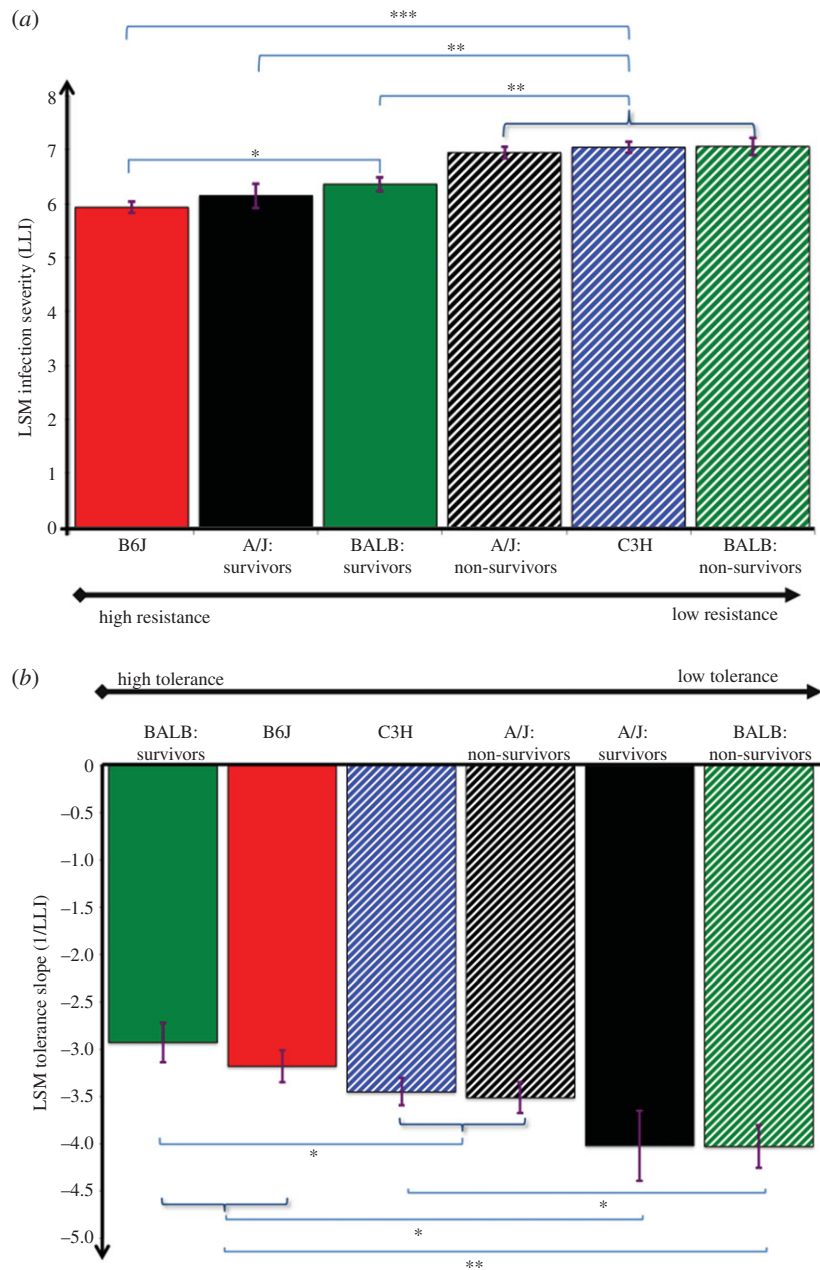 (a)
***
**
**
*
8
7
6
5
4
3
2
1
0
LSM infection severity (LLI)
B6J A/J: BALB: A/J: C3H BALB:
survivors survivors non-survivors non-survivors
high resistance low resistance
(b)
high tolerance low tolerance
BALB: B6J C3H A/J: A/J: BALB:
survivors non-survivors survivors non-survivors
0
–0.5
–1.0
–1.5
–2.0
–2.5
–3.0
–3.5
–4.0
–4.5
–5.0
LSM tolerance slope (1/LLI)
*
*
*
**